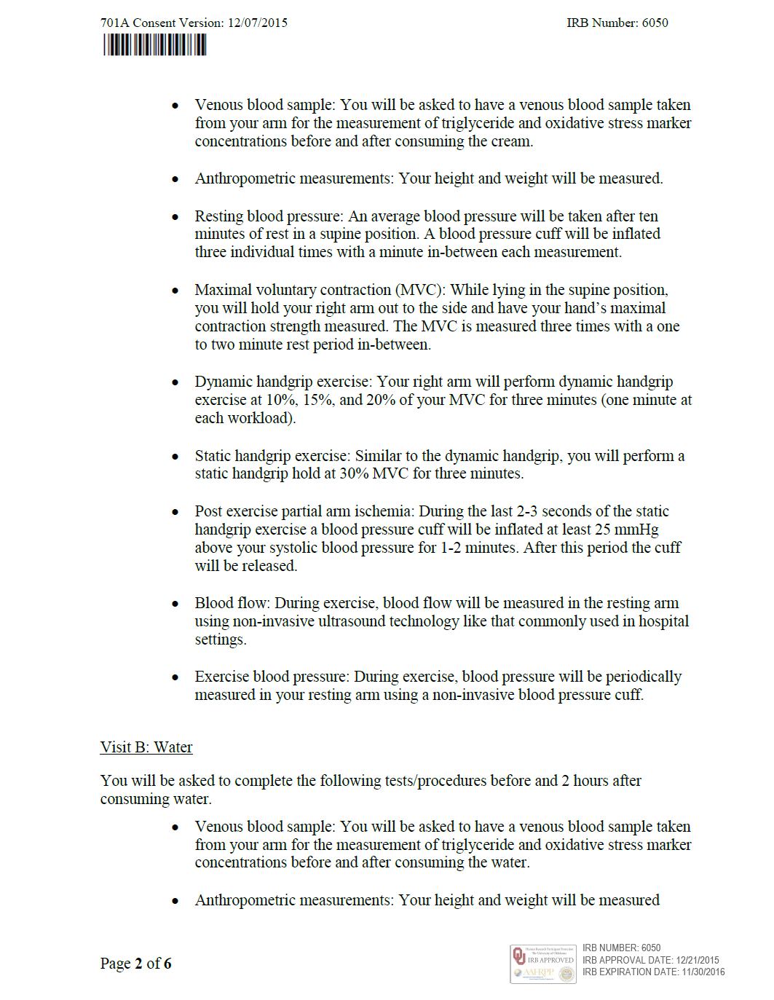 701A Consent Version: 12/07/2015
IRB Number: 6050
• Venous blood sample: You will be asked to have a venous blood sample taken
from your arm for the measurement of triglyceride and oxidative stress marker
concentrations before and after consuming the cream.
• Anthropometric measurements: Your height and weight will be measured.
• Resting blood pressure: An average blood pressure will be taken after ten
minutes of rest in a supine position. A blood pressure cuff will be inflated
three individual times with a minute in-between each measurement.
• Maximal voluntary contraction (MVC): While lying in the supine position,
you will hold your right arm out to the side and have your hand’s maximal
contraction strength measured. The MVC is measured three times with a one
to two minute rest period in-between.
• Dynamic handgrip exercise: Your right arm will perform dynamic handgrip
exercise at 10%, 15%, and 20% of your MVC for three minutes (one minute at
each workload).
• Static handgrip exercise: Similar to the dynamic handgrip, you will perform a
static handgrip hold at 30% MVC for three minutes.
• Post exercise partial arm ischemia: During the last 2-3 seconds of the static
handgrip exercise a blood pressure cuff will be inflated at least 25 mmHg
above your systolic blood pressure for 1-2 minutes. After this period the cuff
will be released.
• Blood flow: During exercise, blood flow will be measured in the resting arm
using non-invasive ultrasound technology like that commonly used in hospital
settings.
• Exercise blood pressure: During exercise, blood pressure will be periodically
measured in your resting arm using a non-invasive blood pressure cuff.
Visit B: Water
You will be asked to complete the following tests/procedures before and 2 hours after
consuming water.
• Venous blood sample: You will be asked to have a venous blood sample taken
from your arm for the measurement of triglyceride and oxidative stress marker
concentrations before and after consuming the water.
• Anthropometric measurements: Your height and weight will be measured
Page 2 of 6
Human Research Participant Protection
The University of Oklahoma
IRB APPROVED
AAHRPP
IRB NUMBER: 6050
IRB APPROVAL DATE: 12/21/2015
IRB EXPIRATION DATE: 11/30/2016